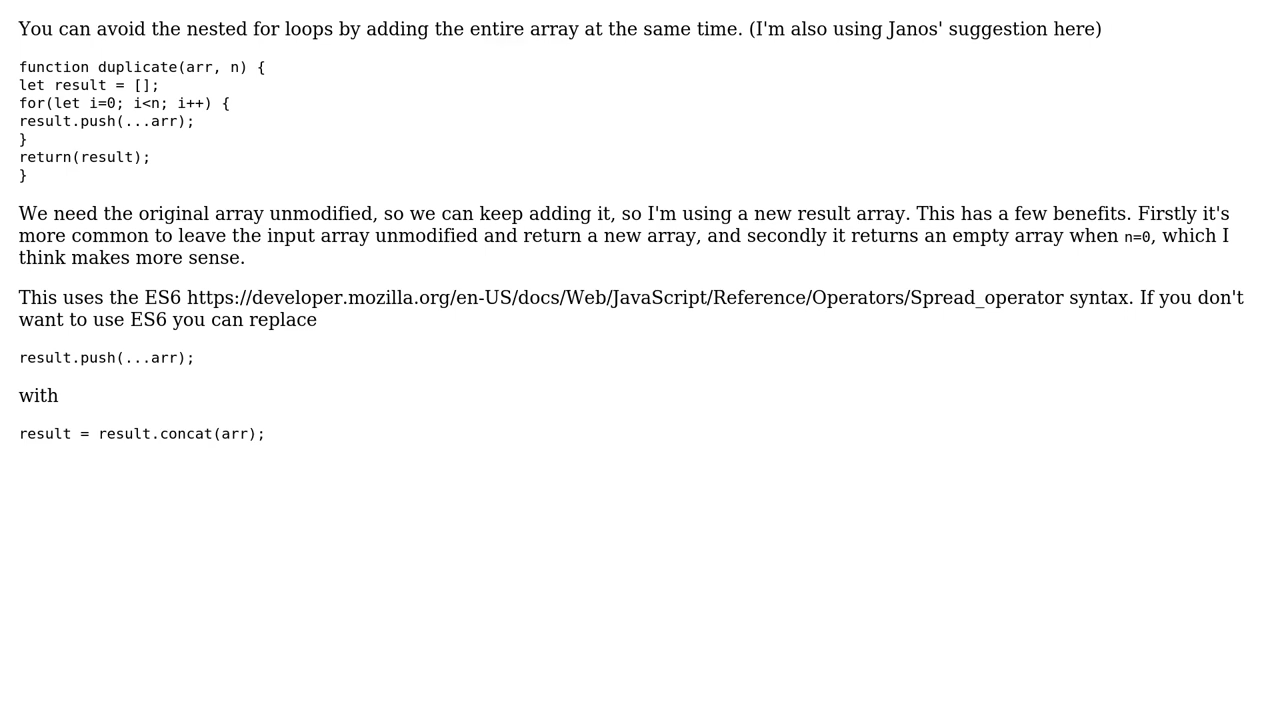 You can avoid the nested for loops by adding the entire array at the same time. (I'm also using Janos' suggestion here)
function duplicate(arr, n) {
let result = [];
for(let i=0; i<n; i++) {
result.push(...arr);
}
return(result);
}
We need the original array unmodified, so we can keep adding it, so I'm using a new result array. This has a few benefits. Firstly it's
more common to leave the input array unmodified and return a new array, and secondly it returns an empty array when n=0, which I
think makes more sense.
This uses the ES6 https://developer.mozilla.org/en-US/docs/Web/JavaScript/Reference/Operators/Spread_operator syntax. If you don't
want to use ES6 you can replace
result.push(...arr);
with
result = result.concat(arr);